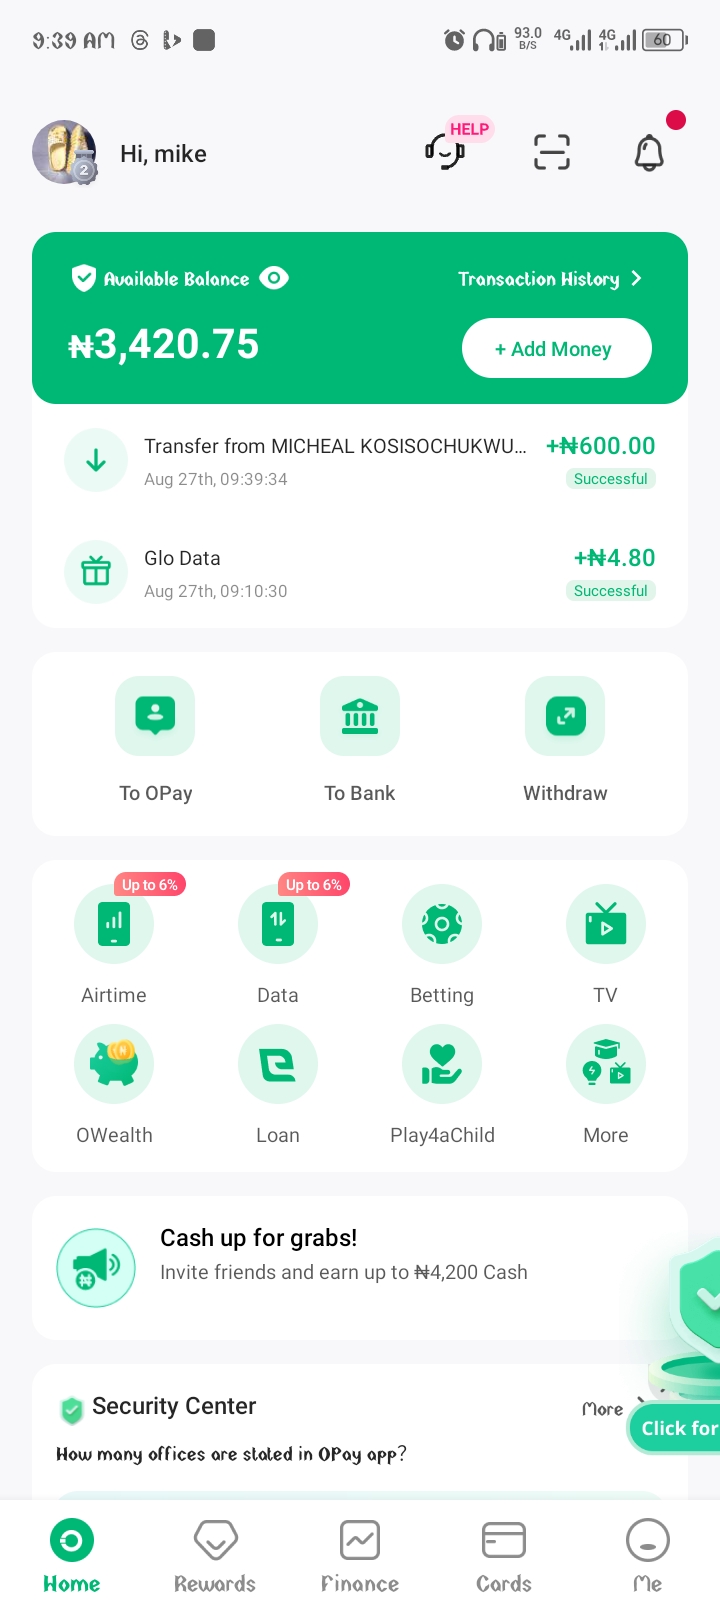 9:39 AM 93.0 B/S 4G 4G 60
HELP
Hi, mike
2
Available Balance
Transaction History
₦3,420.75
+ Add Money
Transfer from MICHEAL KOSISOCHUKWU... +₦600.00
Aug 27th, 09:39:34 Successful
Glo Data +₦4.80
Aug 27th, 09:10:30 Successful
To OPay To Bank Withdraw
Up to 6% Up to 6%
Airtime Data Betting TV
OWealth Loan Play4aChild More
Cash up for grabs!
Invite friends and earn up to ₦4,200 Cash
Security Center More
Click for
How many offices are stated in OPay app?
Home Rewards Finance Cards Me